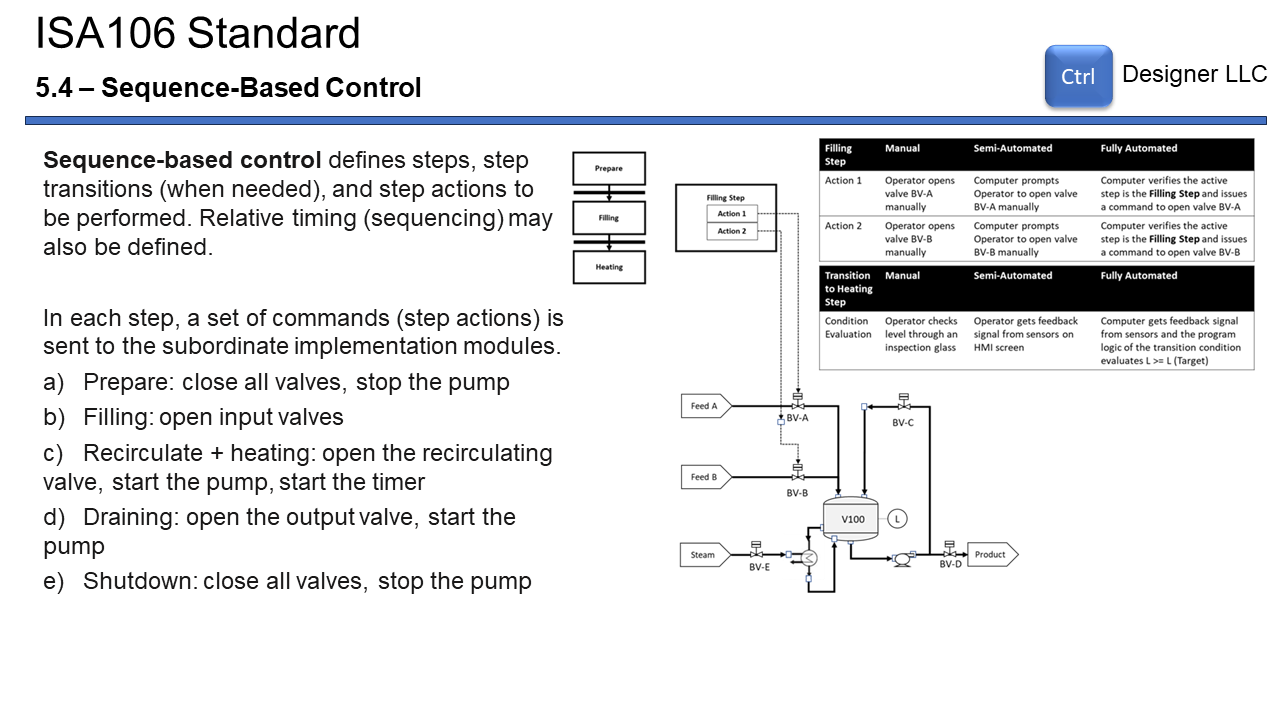 ISA106 Standard
5.4 – Sequence-Based Control
Ctrl
Designer LLC
Sequence-based control defines steps, step
transitions (when needed), and step actions to
be performed. Relative timing (sequencing) may
also be defined.
In each step, a set of commands (step actions) is
sent to the subordinate implementation modules.
a) Prepare: close all valves, stop the pump
b) Filling: open input valves
c) Recirculate + heating: open the recirculating
valve, start the pump, start the timer
d) Draining: open the output valve, start the
pump
e) Shutdown: close all valves, stop the pump
Prepare
Filling
Heating
Filling Step
Action 1
Action 2
Filling
Step
Manual
Semi-Automated
Fully Automated
Action 1
Operator opens
valve BV-A
manually
Computer prompts
Operator to open valve
BV-A manually
Computer verifies the active
step is the Filling Step and issues
a command to open valve BV-A
Action 2
Operator opens
valve BV-B
manually
Computer prompts
Operator to open valve
BV-B manually
Computer verifies the active
step is the Filling Step and issues
a command to open valve BV-B
Transition
to Heating
Step
Manual
Semi-Automated
Fully Automated
Condition
Evaluation
Operator checks
level through an
inspection glass
Operator gets feedback
signal from sensors on
HMI screen
Computer gets feedback signal
from sensors and the program
logic of the transition condition
evaluates L >= L (Target)
Feed A
BV-A
BV-C
Feed B
BV-B
V100
L
Steam
BV-E
BV-D
Product